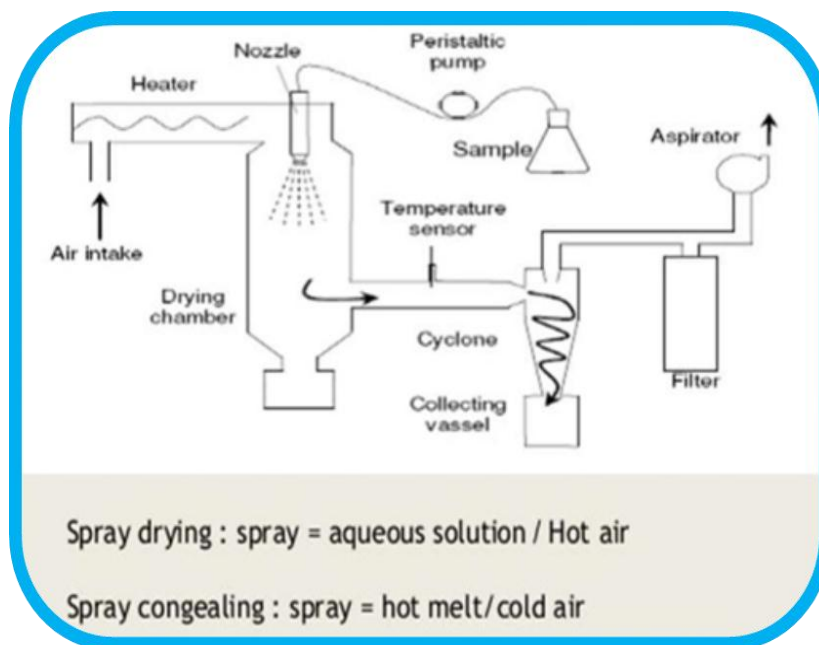 Nozzle
Peristaltic
pump
Heater
Sample
Aspirator
Temperature
sensor
Air intake
Drying
chamber
Cyclone
Filter
Collecting
vassel
Spray drying : spray = aqueous solution / Hot air
Spray congealing : spray = hot melt/cold air